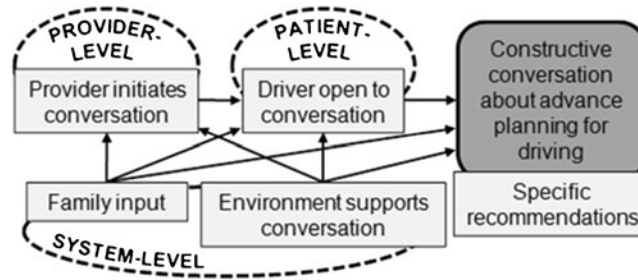 PROVIDER-
LEVEL
Provider initiates
conversation
PATIENT-
LEVEL
Driver open to
conversation
Constructive
conversation
about advance
planning for
driving
Specific
recommendations
Family input
Environment supports
conversation
SYSTEM-LEVEL